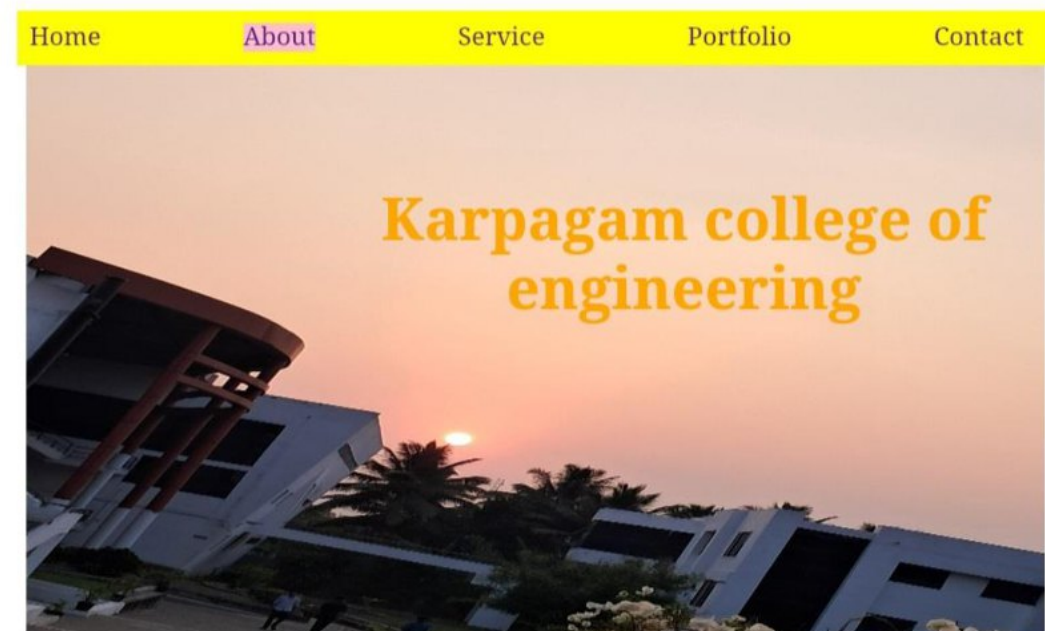 Home About Service Portfolio Contact
Karpagam college of
engineering